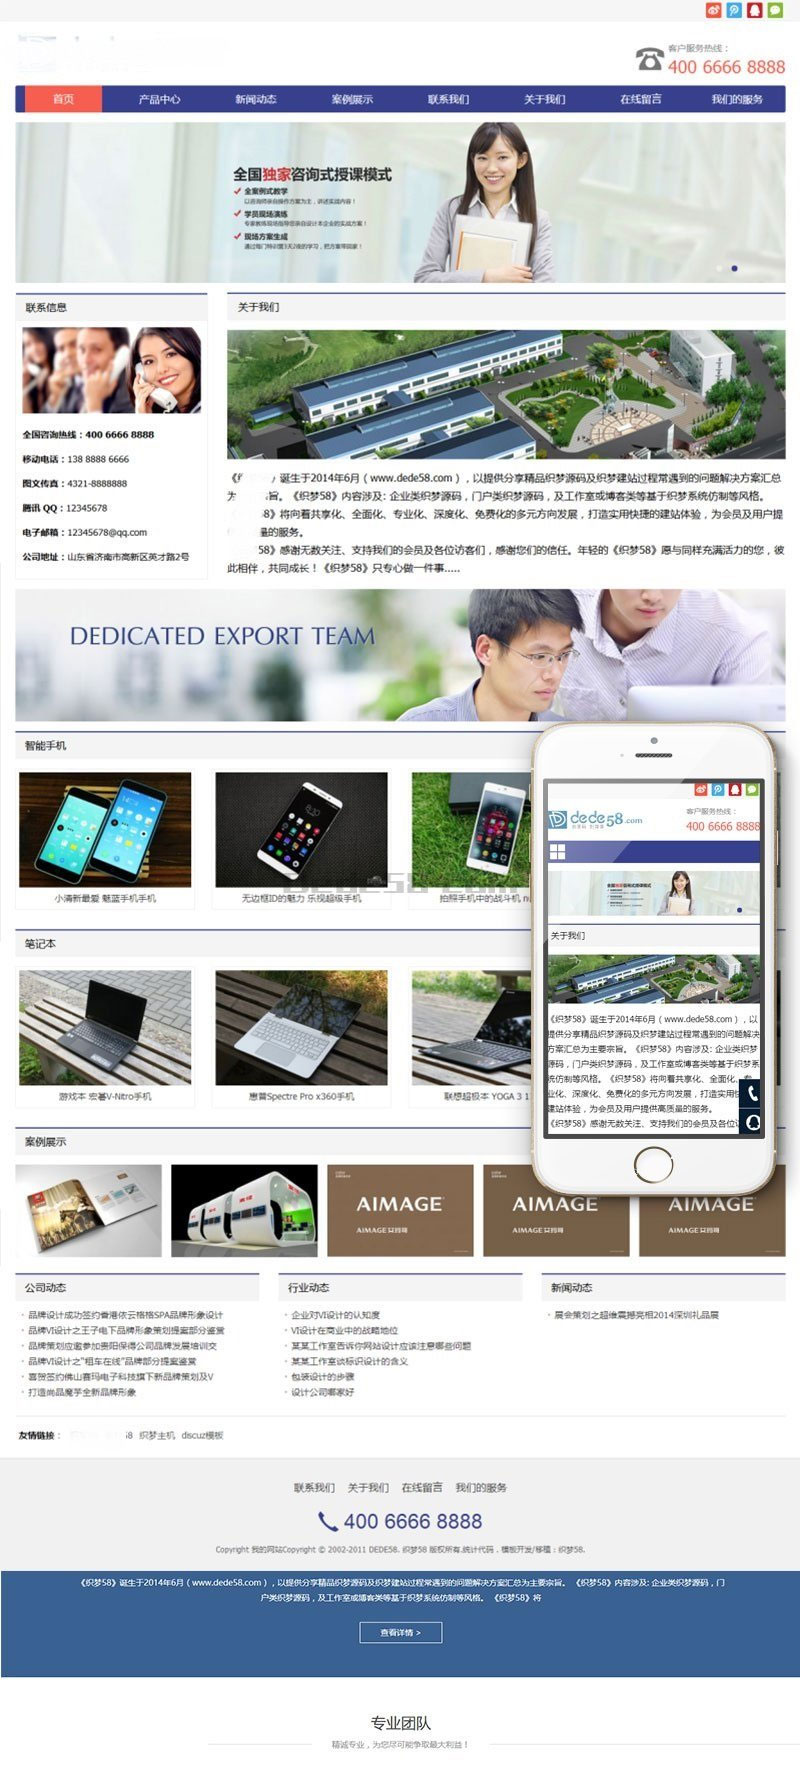 客户服务热线：
400 6666 8888
首页 产品中心 新闻动态 案例展示 联系我们 关于我们 在线留言 我们的服务
全国独家咨询式授课模式
全案例式教学
学员现场演练
现场方案生成
联系信息
全国咨询热线：400 6666 8888
移动电话：138 8888 6666
图文传真：4321-8888888
腾讯 QQ：12345678
电子邮箱：12345678@qq.com
公司地址：山东省济南市高新区英才路2号
关于我们
诞生于2014年6月（www.dede58.com），以提供分享精品织梦源码及织梦建站过程常遇到的问题解决方案汇总
为 旨。《织梦58》内容涉及: 企业类织梦源码，门户类织梦源码，及工作室或博客类等基于织梦系统仿制等风格。
58》将向着共享化、全面化、专业化、深度化、免费化的多元方向发展，打造实用快捷的建站体验，为会员及用户提
量的服务。
58》感谢无数关注、支持我们的会员及各位访客们，感谢您们的信任。年轻的《织梦58》愿与同样充满活力的您，彼
此相伴，共同成长！《织梦58》只专心做一件事.....
DEDICATED EXPORT TEAM
智能手机
小清新最爱 魅蓝手机手机
无边框ID的魅力 乐视超级手机
拍照手机中的战斗机 nu
笔记本
游戏本 宏碁V-Nitro手机
惠普Spectre Pro x360手机
联想超极本 YOGA 3 1
dede58.com
客户服务热线：
400 6666 8888
关于我们
《织梦58》诞生于2014年6月（www.dede58.com），以
提供分享精品织梦源码及织梦建站过程常遇到的问题解决
方案汇总为主要宗旨。《织梦58》内容涉及: 企业类织梦
源码，门户类织梦源码，及工作室或博客类等基于织梦系
统仿制等风格。《织梦58》将向着共享化、全面化、专
业化、深度化、免费化的多元方向发展，打造实用快
建站体验，为会员及用户提供高质量的服务。
《织梦58》感谢无数关注、支持我们的会员及各位访
案例展示
AIMAGE
AIMAGE
AIMAGE
AIMAGE
AIMAGE
AIMAGE
公司动态
品牌设计成功签约香港依云格格SPA品牌形象设计
品牌VI设计之王子电下品牌形象策划提案部分鉴赏
品牌策划应邀参加贵阳保得公司品牌发展培训交
品牌VI设计之“租车在线”品牌部分提案鉴赏
喜贺签约佛山赛玛电子科技旗下新品牌策划及V
打造尚品魔芋全新品牌形象
行业动态
企业对VI设计的认知度
VI设计在商业中的战略地位
某某工作室告诉你网站设计应该注意哪些问题
某某工作室谈标识设计的含义
包装设计的步骤
设计公司哪家好
新闻动态
展会策划之超维震撼亮相2014深圳礼品展
友情链接： 58 织梦主机 discuz模板
联系我们 关于我们 在线留言 我们的服务
400 6666 8888
Copyright 我的网站Copyright © 2002-2011 DEDE58. 织梦58 版权所有.统计代码，模板开发/移植：织梦58.
《织梦58》诞生于2014年6月（www.dede58.com），以提供分享精品织梦源码及织梦建站过程常遇到的问题解决方案汇总为主要宗旨。《织梦58》内容涉及: 企业类织梦源码，门
户类织梦源码，及工作室或博客类等基于织梦系统仿制等风格。《织梦58》将
查看详情 >
专业团队
精诚专业，为您尽可能争取最大利益！